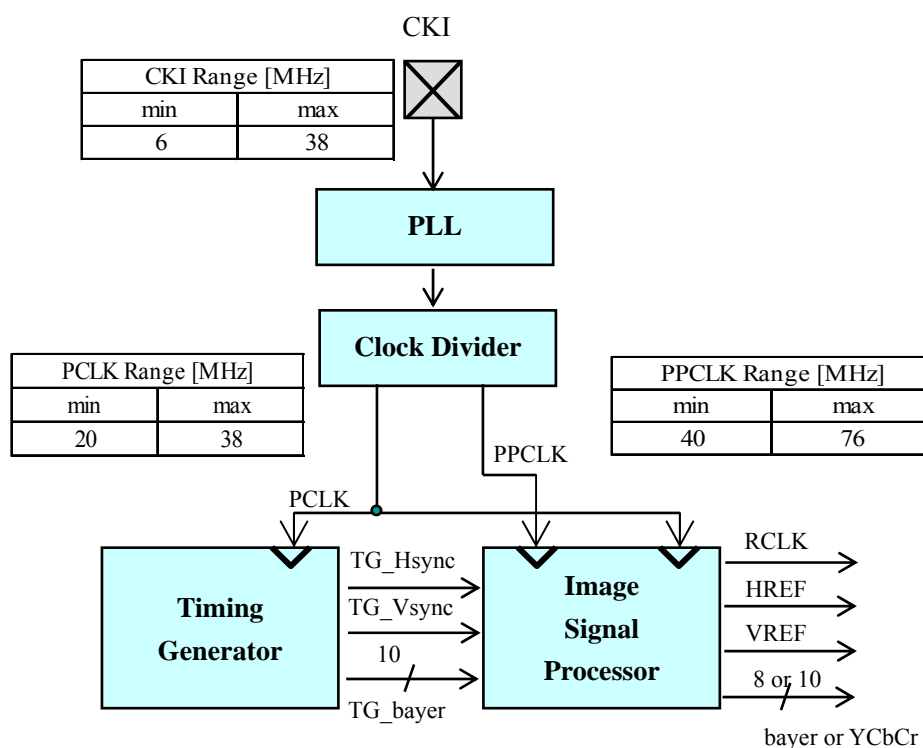 CKI
CKI Range [MHz]
min max
6 38
PLL
Clock Divider
PCLK Range [MHz]
min max
20 38
PPCLK Range [MHz]
min max
40 76
PPCLK
PCLK
Timing
Generator
TG_Hsync
TG_Vsync
10
TG_bayer
Image
Signal
Processor
RCLK
HREF
VREF
8 or 10
bayer or YCbCr